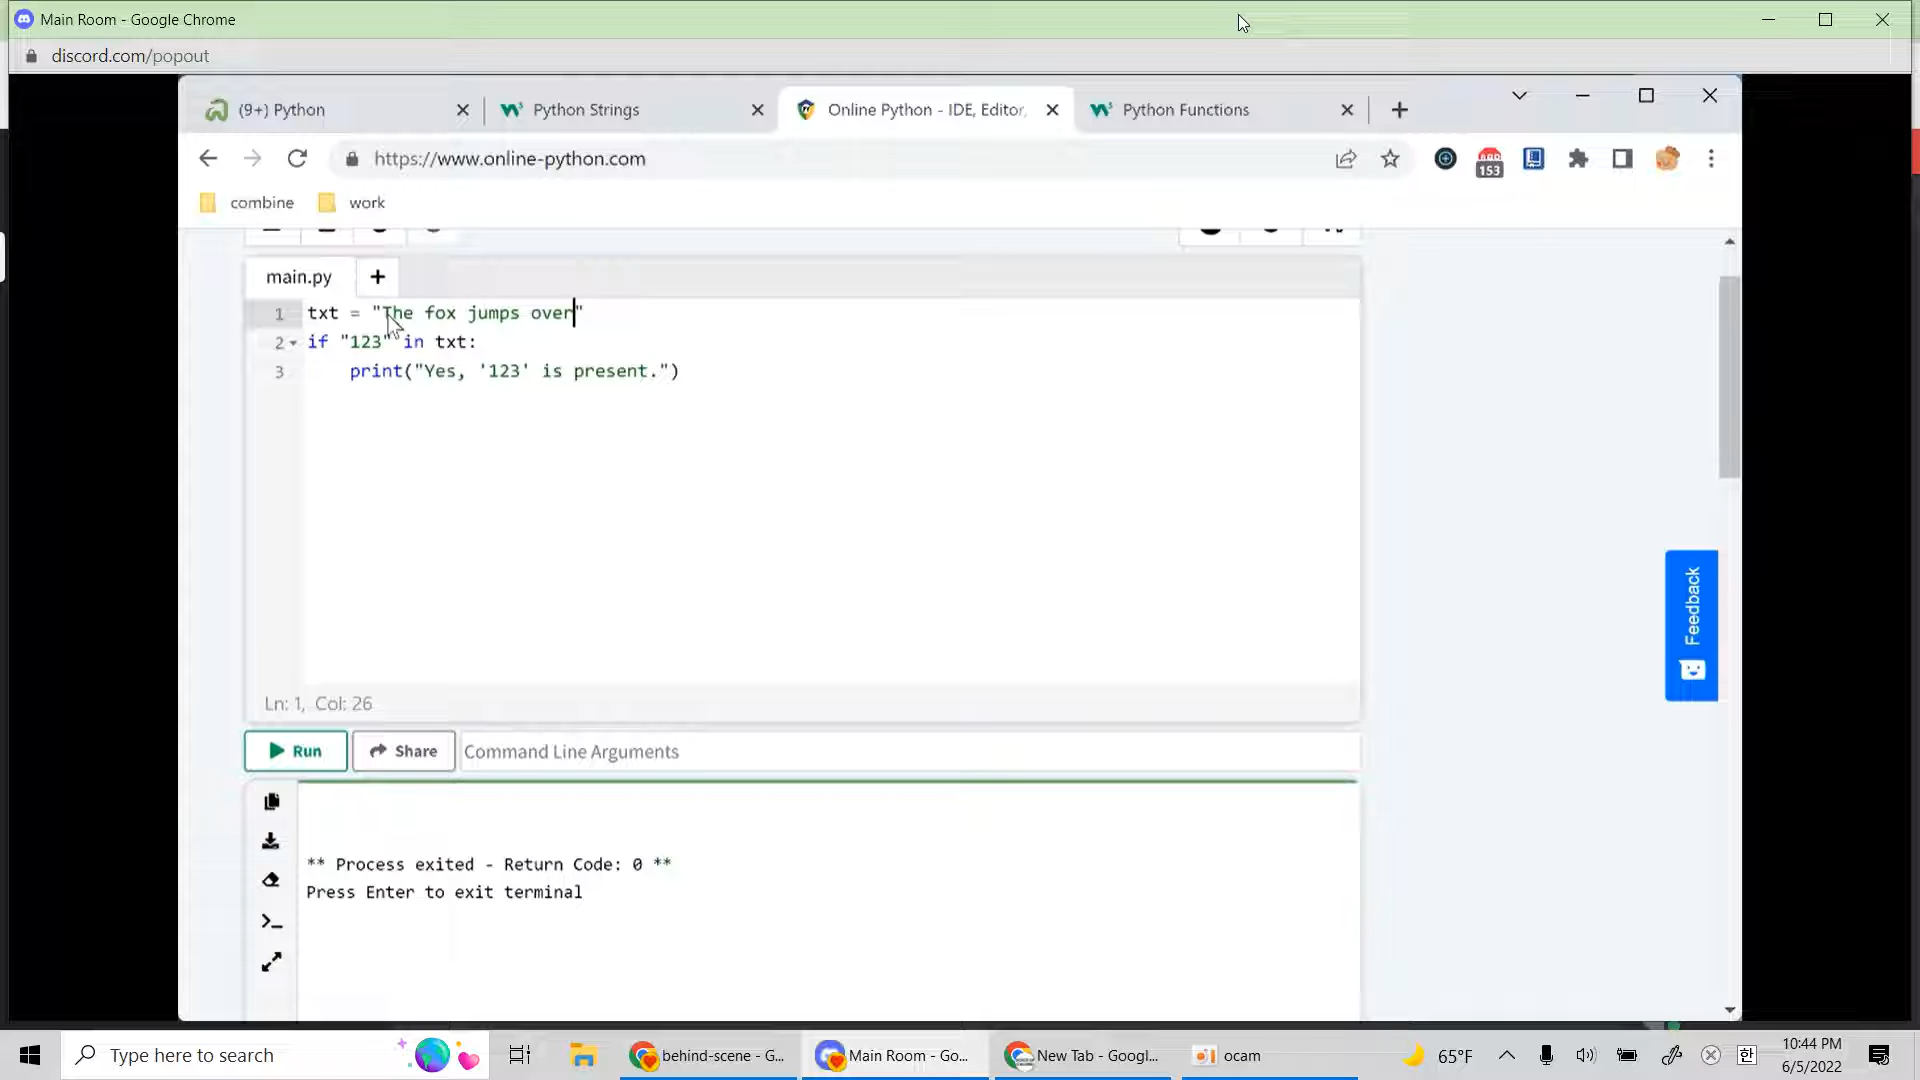 Main Room - Google Chrome
discord.com/popout
(9+) Python
Python Strings
Online Python - IDE, Editor,
Python Functions
https://www.online-python.com
153
combine
work
main.py
1 txt = "The fox jumps over"
2 if "123" in txt:
3 print("Yes, '123' is present.")
Feedback
Ln: 1, Col: 26
Run
Share
Command Line Arguments
** Process exited - Return Code: 0 **
Press Enter to exit terminal
Type here to search
behind-scene - G...
Main Room - Go...
New Tab - Googl...
ocam
65°F
한
10:44 PM
6/5/2022